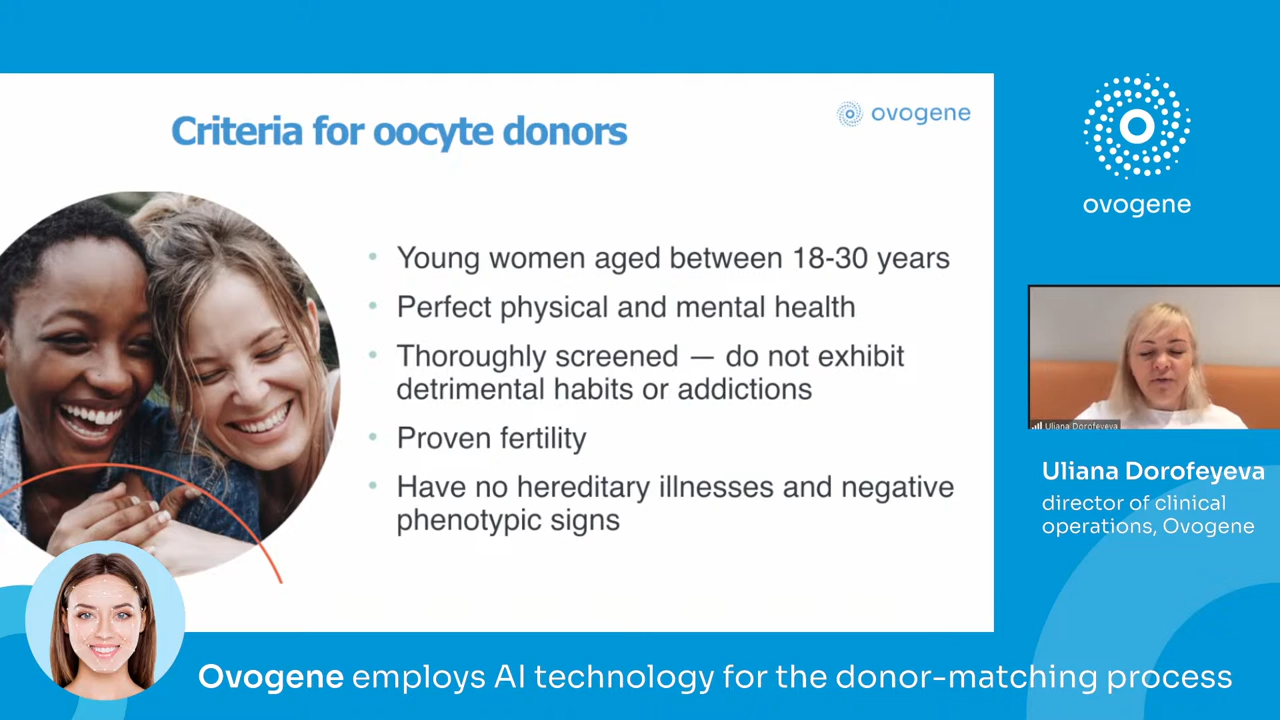 Criteria for oocyte donors
ovogene
• Young women aged between 18-30 years
• Perfect physical and mental health
• Thoroughly screened — do not exhibit
detrimental habits or addictions
• Proven fertility
• Have no hereditary illnesses and negative
phenotypic signs
ovogene
Uliana Dorofeyeva
Uliana Dorofeyeva
director of clinical
operations, Ovogene
Ovogene employs AI technology for the donor-matching process